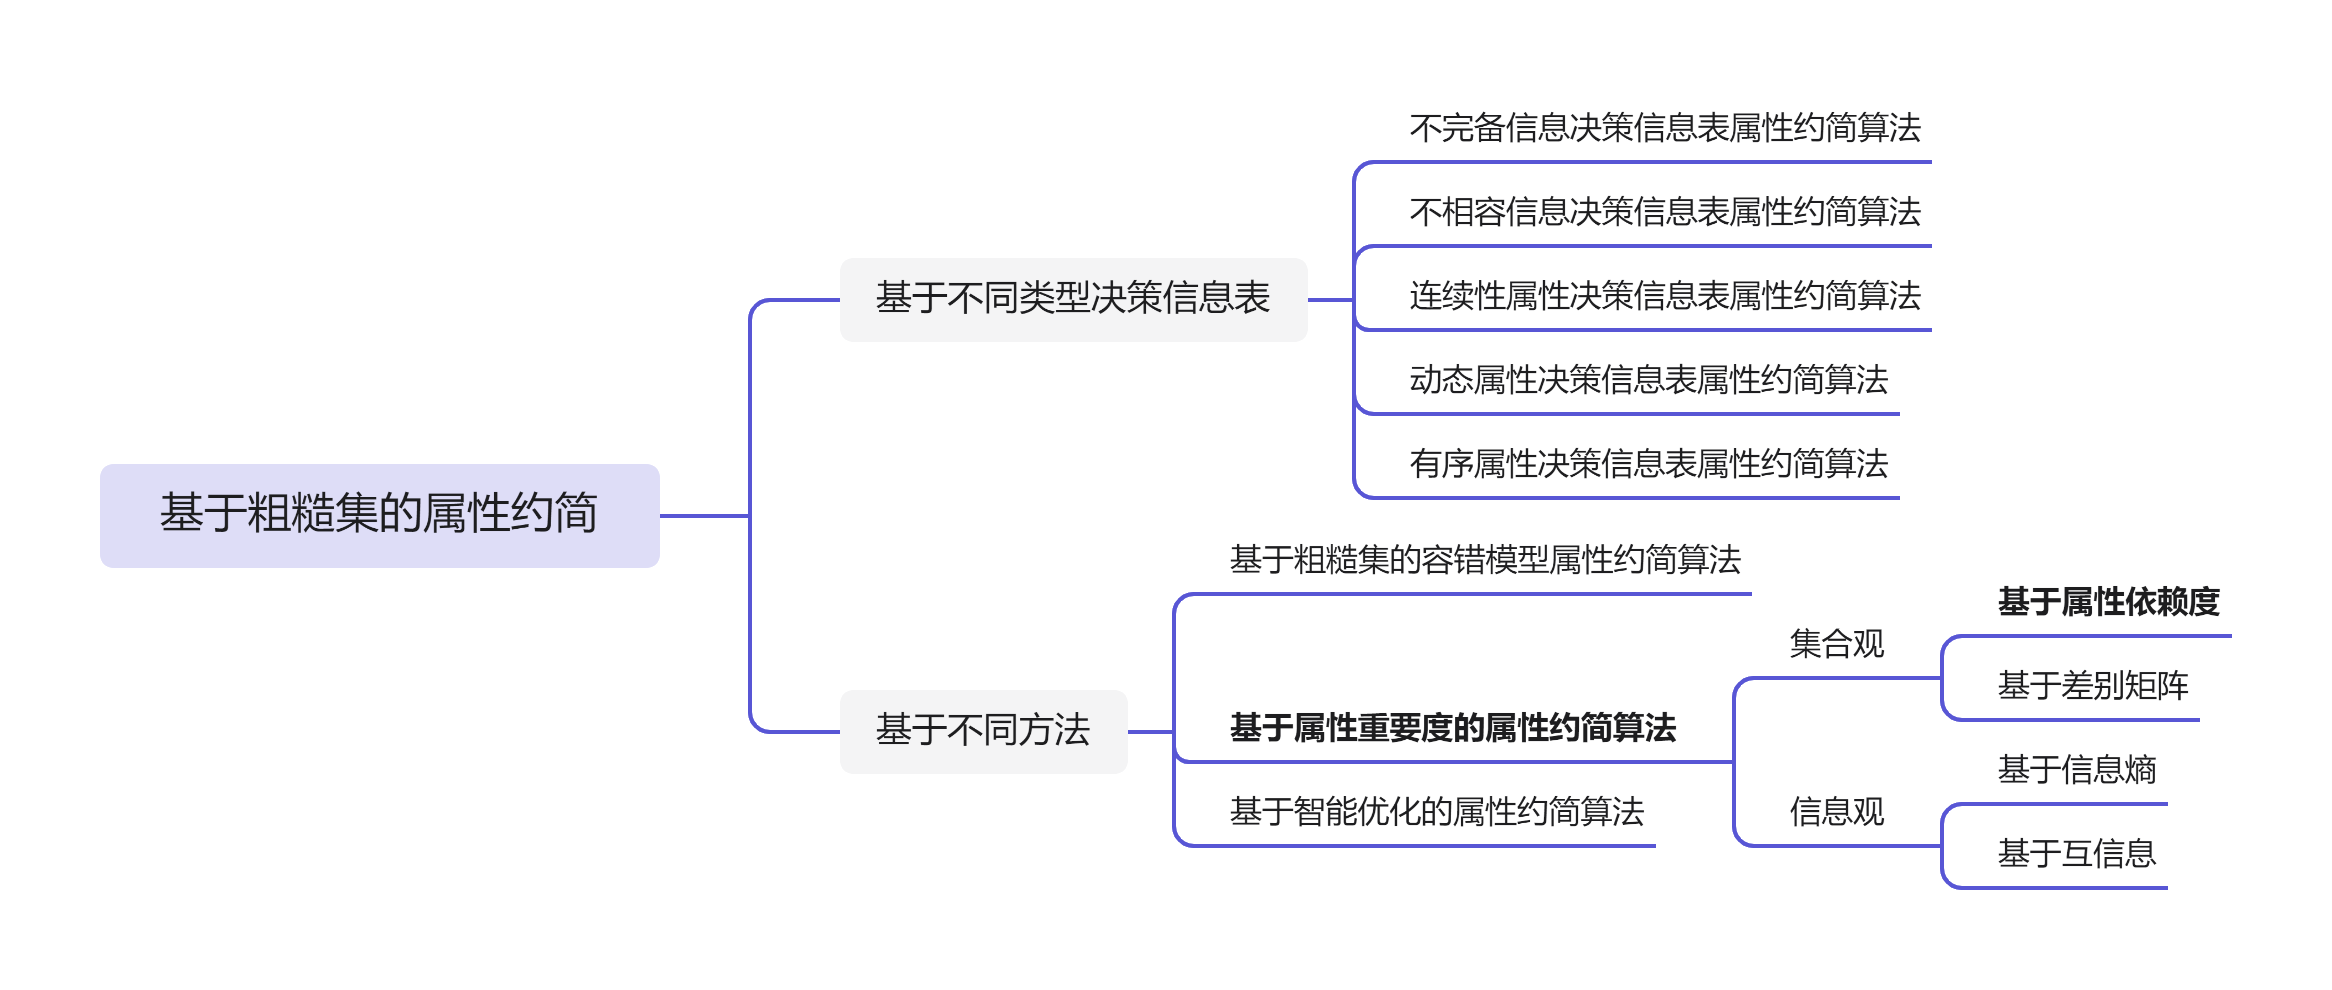 基于粗糙集的属性约简
基于不同类型决策信息表
不完备信息决策信息表属性约简算法
不相容信息决策信息表属性约简算法
连续性属性决策信息表属性约简算法
动态属性决策信息表属性约简算法
有序属性决策信息表属性约简算法
基于不同方法
基于粗糙集的容错模型属性约简算法
基于属性重要度的属性约简算法
集合观
基于属性依赖度
基于差别矩阵
信息观
基于信息熵
基于互信息
基于智能优化的属性约简算法